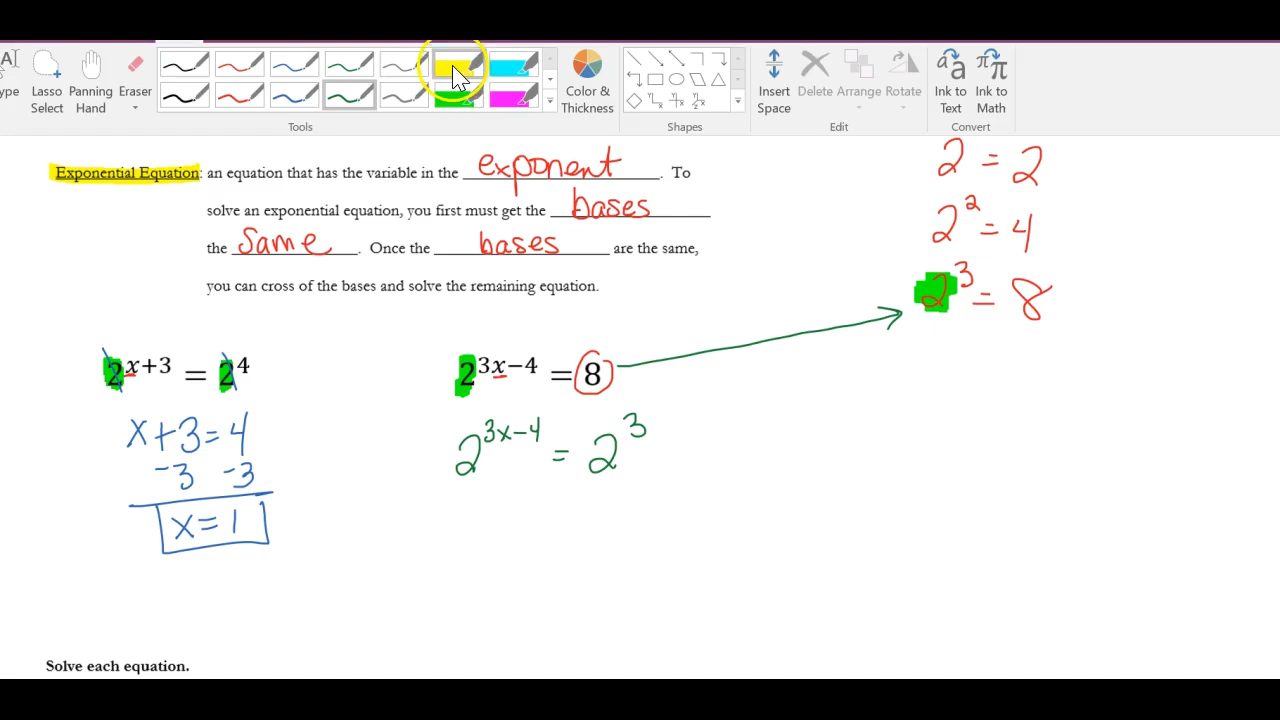 Type Lasso Select Panning Hand Eraser Color & Thickness Insert Space Delete Arrange Rotate Ink to Text Ink to Math
Tools Shapes Edit Convert
Exponential Equation: an equation that has the variable in the exponent. To
solve an exponential equation, you first must get the bases
the same. Once the bases are the same,
you can cross of the bases and solve the remaining equation.
2 = 2
2² = 4
2³ = 8
2^{x+3} = 2^4
x+3=4
-3 -3
x=1
2^{3x−4} = 8
2^{3x-4} = 2^3
Solve each equation.